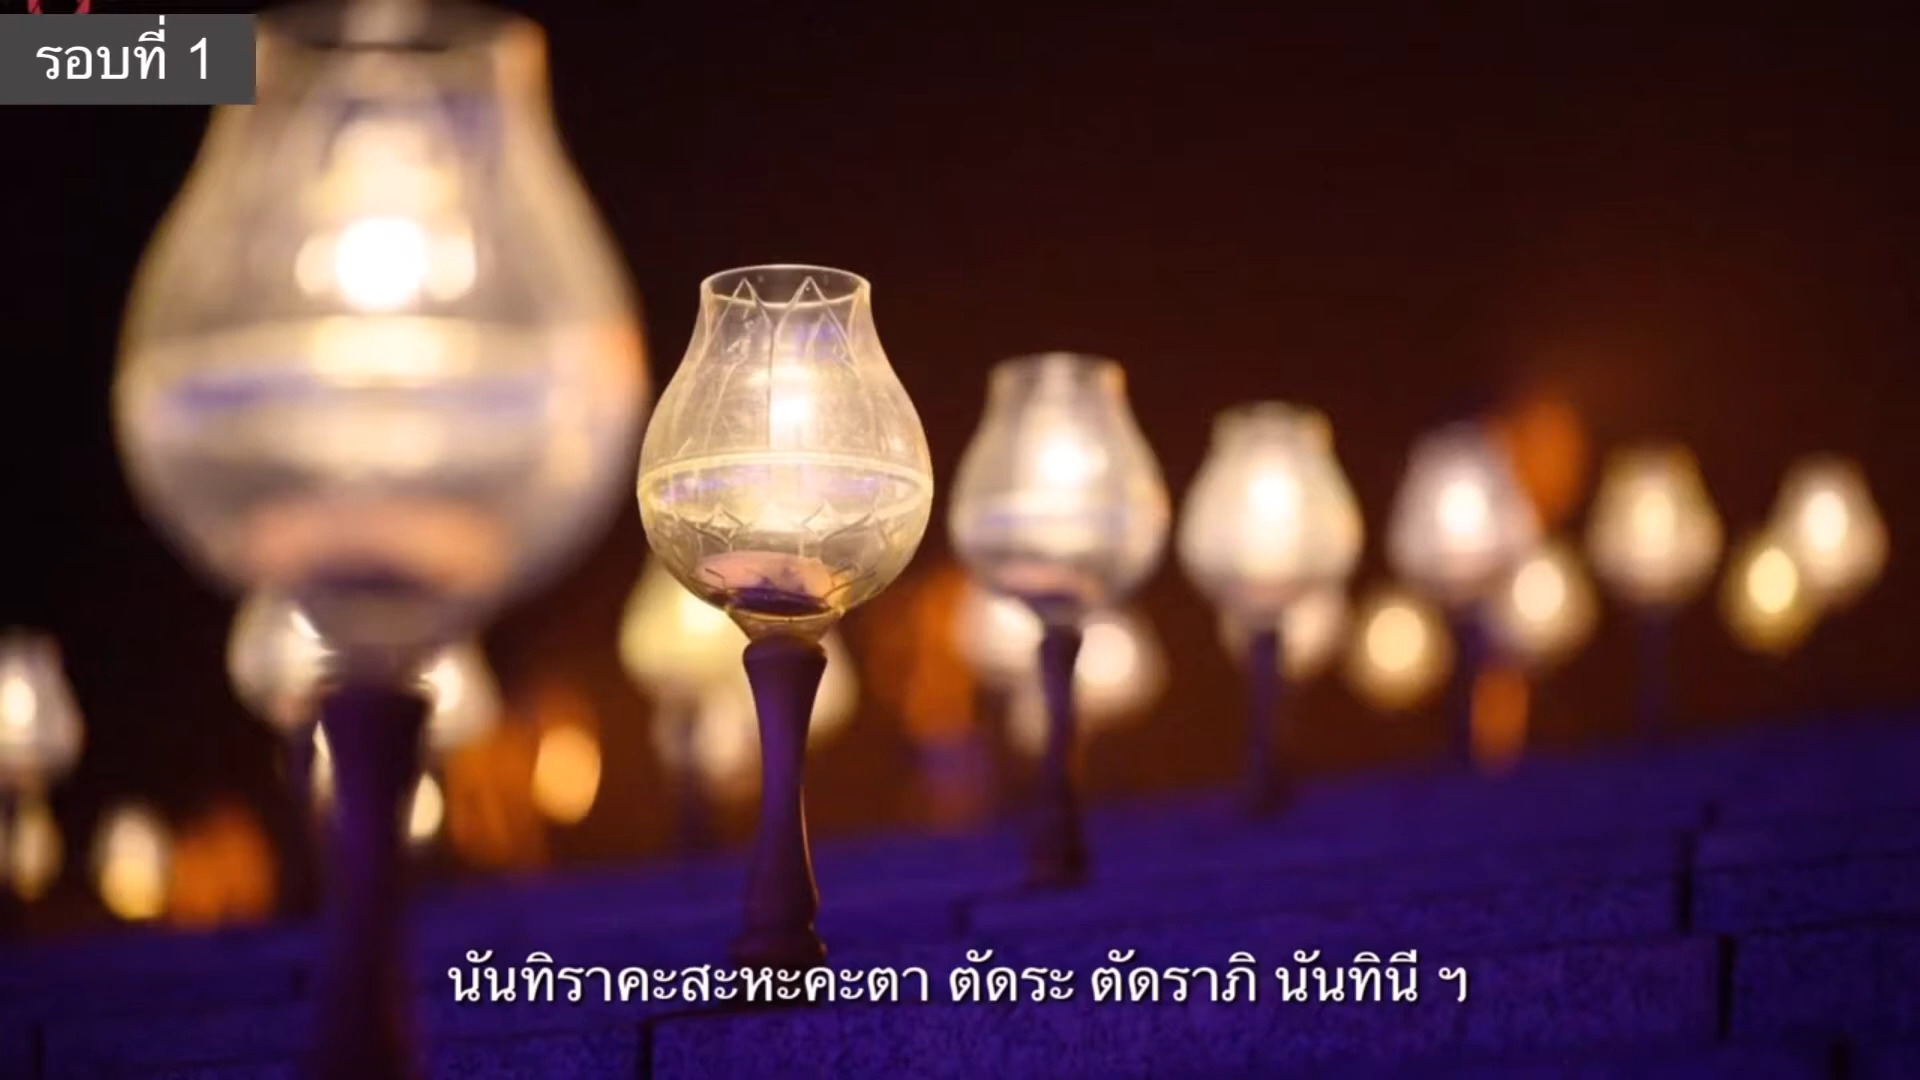 รอบที่ 1
นันทิราคะสะหะคะตา ตัดระ ตัดราภิ นันทินี ฯ